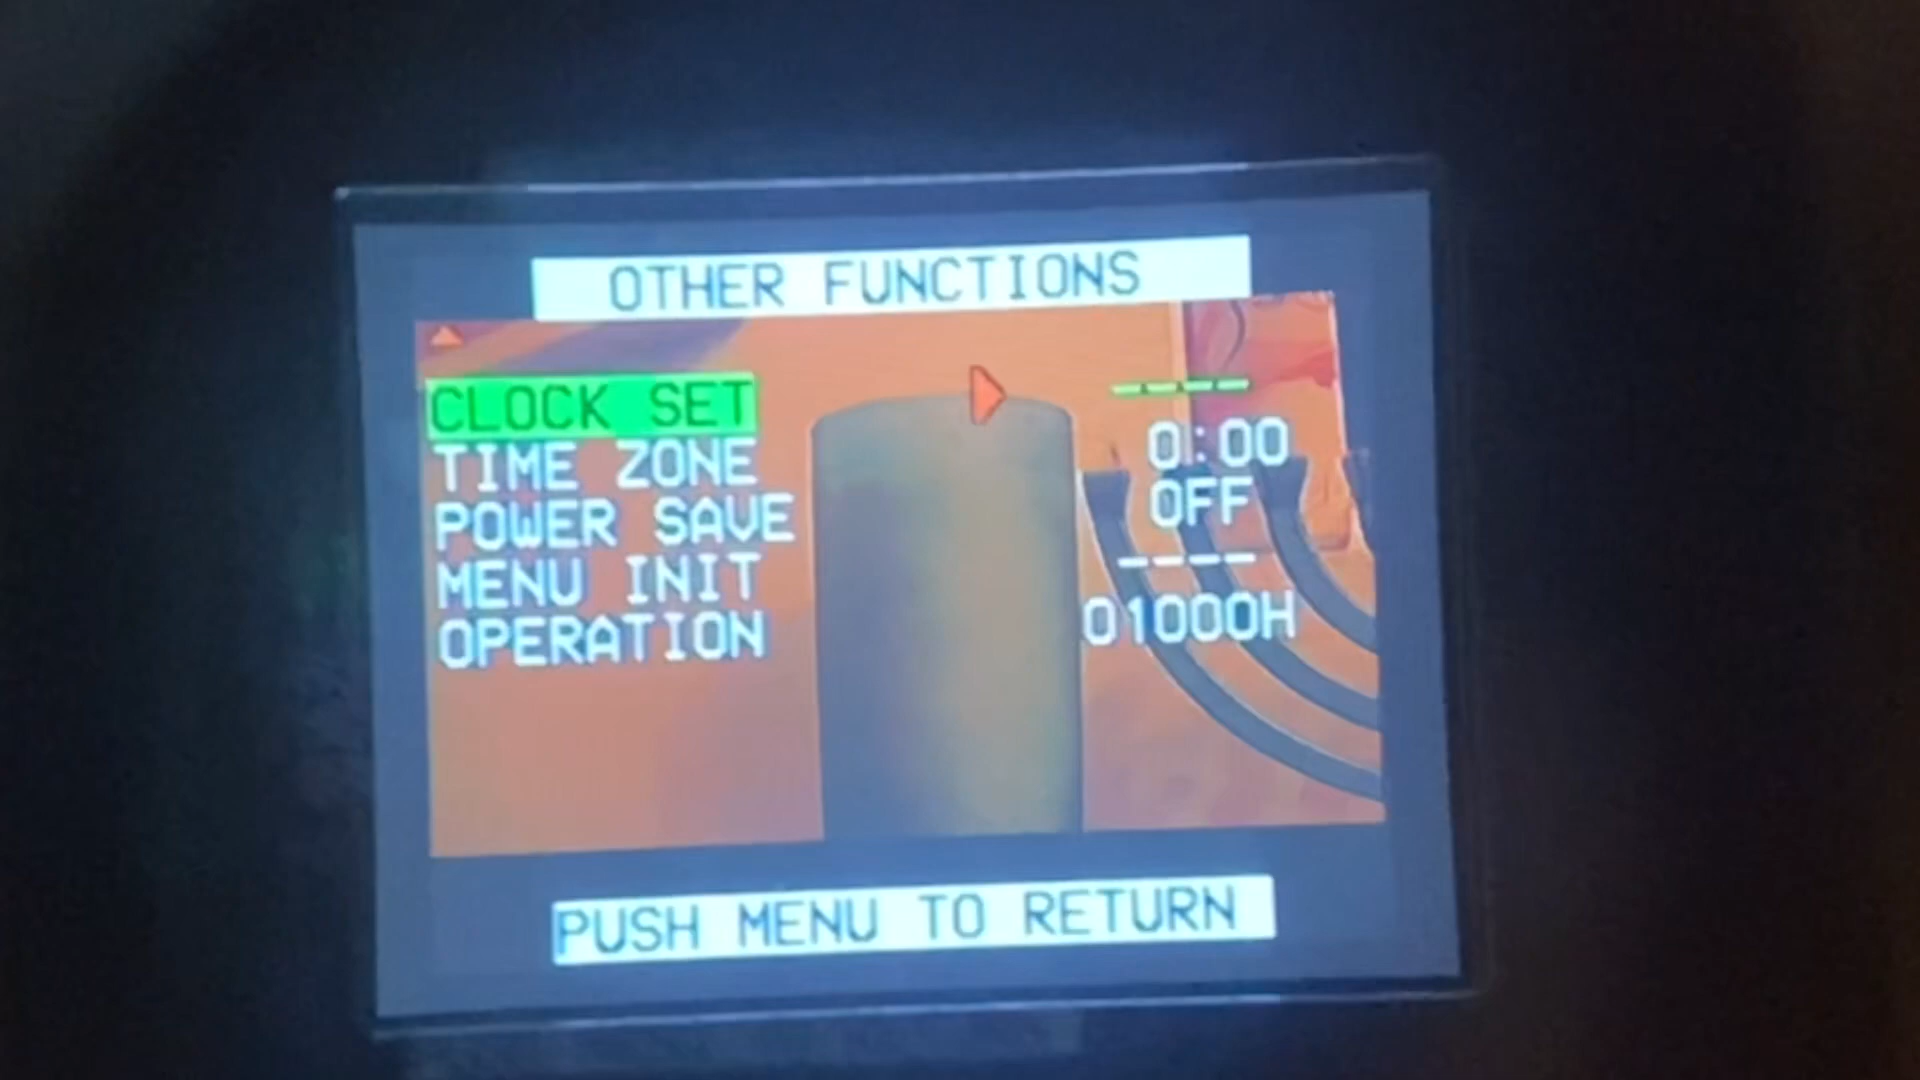 OTHER FUNCTIONS
CLOCK SET ----
TIME ZONE 0:00
POWER SAVE OFF
MENU INIT ----
OPERATION 01000H
PUSH MENU TO RETURN